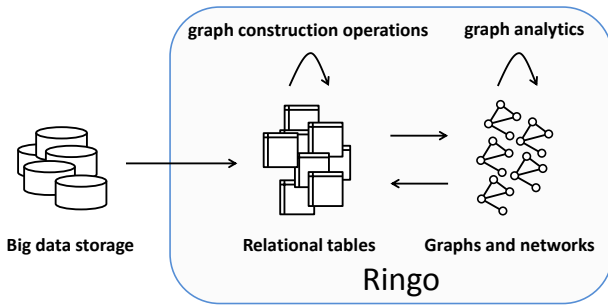 graph construction operations
graph analytics
Big data storage
Relational tables
Graphs and networks
Ringo